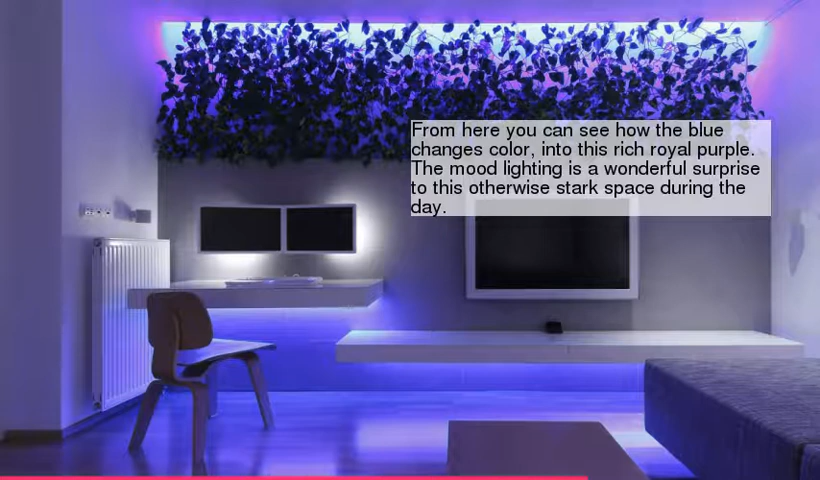 From here you can see how the blue
changes color, into this rich royal purple.
The mood lighting is a wonderful surprise
to this otherwise stark space during the
day.